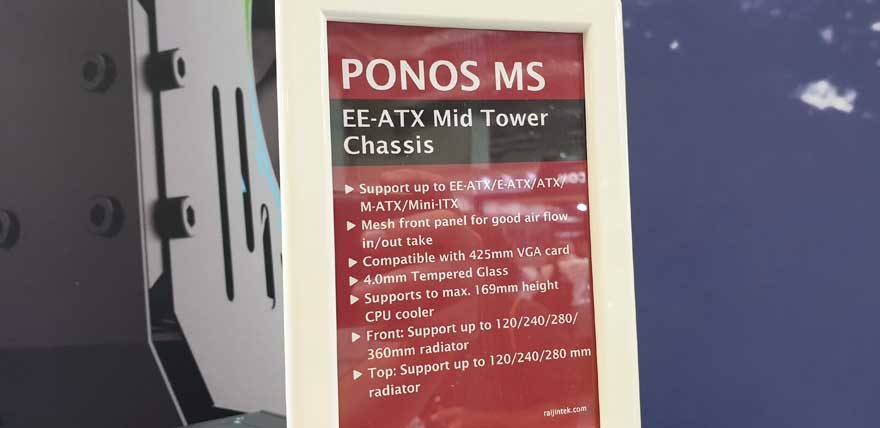 PONOS MS
EE-ATX Mid Tower
Chassis
▶ Support up to EE-ATX/E-ATX/ATX/
M-ATX/Mini-ITX
▶ Mesh front panel for good air flow
in/out take
▶ Compatible with 425mm VGA card
▶ 4.0mm Tempered Glass
▶ Supports to max. 169mm height
CPU cooler
▶ Front: Support up to 120/240/280/
360mm radiator
▶ Top: Support up to 120/240/280 mm
radiator
raijintek.com